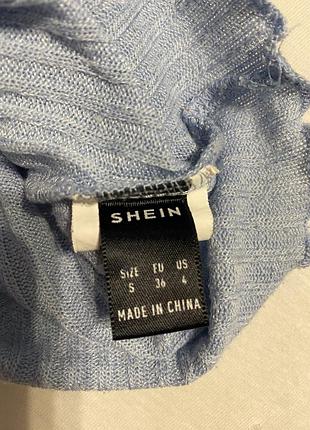 SHEIN
SIZE EU US
S 36 4
MADE IN CHINA